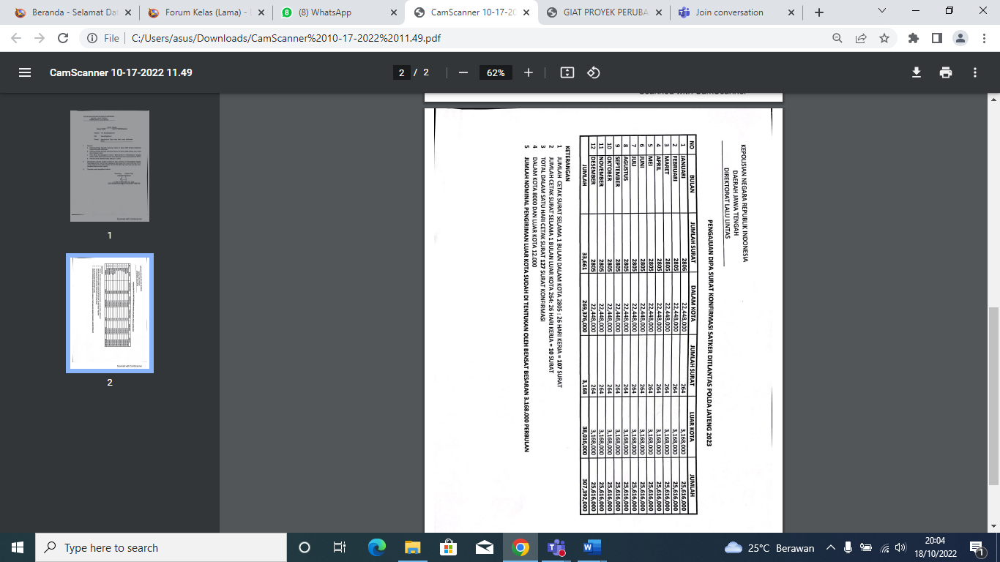 Beranda - Selamat Dat
Forum Kelas (Lama) -
(8) WhatsApp
CamScanner 10-17-20
GIAT PROYEK PERUBA
Join conversation
File C:/Users/asus/Downloads/CamScanner%2010-17-2022%2011.49.pdf
CamScanner 10-17-2022 11.49
2 / 2
62%
1
2
KEPOLISIAN NEGARA REPUBLIK INDONESIA
DAERAH JAWA TENGAH
DIREKTORAT LALU LINTAS
PENGAJUAN DIPA SURAT KONFIRMASI SATKER DITLANTAS POLDA JATENG 2023
NO BULAN JUMLAH SURAT DALAM KOTA JUMLAH SURAT LUAR KOTA JUMLAH
1 JANUARI 2806 22,448,000 264 3,168,000 25,616,000
2 FEBRUARI 2805 22,448,000 264 3,168,000 25,616,000
3 MARET 2805 22,448,000 264 3,168,000 25,616,000
4 APRIL 2805 22,448,000 264 3,168,000 25,616,000
5 MEI 2805 22,448,000 264 3,168,000 25,616,000
6 JUNI 2805 22,448,000 264 3,168,000 25,616,000
7 JULI 2805 22,448,000 264 3,168,000 25,616,000
8 AGUSTUS 2805 22,448,000 264 3,168,000 25,616,000
9 SEPTEMBER 2805 22,448,000 264 3,168,000 25,616,000
10 OKTOBER 2805 22,448,000 264 3,168,000 25,616,000
11 NOVEMBER 2805 22,448,000 264 3,168,000 25,616,000
12 DESEMBER 2805 22,448,000 264 3,168,000 25,616,000
JUMLAH 33,661 269,376,000 3,168 38,016,000 307,392,000
KETERANGAN
1 JUMLAH CETAK SURAT SELAMA 1 BULAN DALAM KOTA 2805 : 26 HARI KERJA = 107 SURAT
2 JUMLAH CETAK SURAT SELAMA 1 BULAN LUAR KOTA 264: 26 HARI KERJA = 10 SURAT
3 TOTAL DALAM SATU HARI CETAK SURAT 127 SURAT KONFIRMASI
4 DALAM KOTA 8000 DAN LUAR KOTA 12.000
5 JUMLAH NOMINAL PENGIRIMAN LUAR KOTA SUDAH DI TENTUKAN OLEH BENSAT BESARAN 3.168.000 PERBULAN
Type here to search
25°C Berawan
20:04
18/10/2022
1